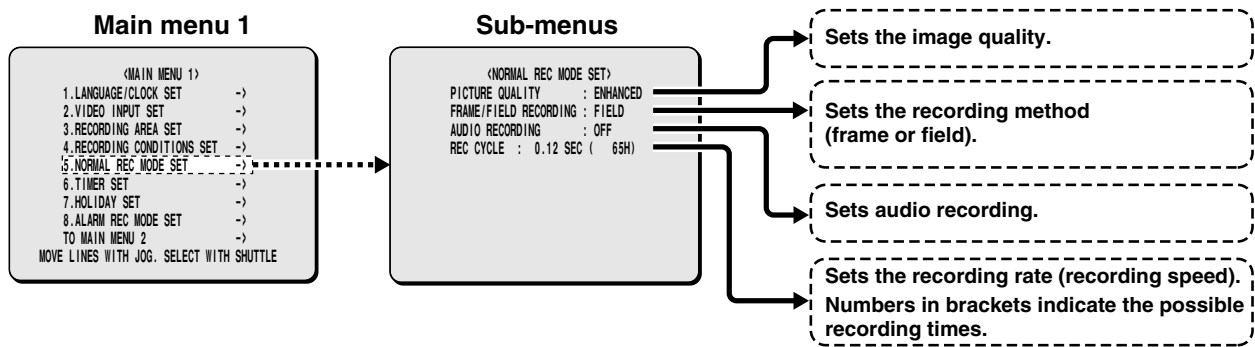 Main menu 1
<MAIN MENU 1>
1.LANGUAGE/CLOCK SET ->
2.VIDEO INPUT SET ->
3.RECORDING AREA SET ->
4.RECORDING CONDITIONS SET ->
5.NORMAL REC MODE SET ->
6.TIMER SET ->
7.HOLIDAY SET ->
8.ALARM REC MODE SET ->
TO MAIN MENU 2 ->
MOVE LINES WITH JOG. SELECT WITH SHUTTLE
Sub-menus
<NORMAL REC MODE SET>
PICTURE QUALITY : ENHANCED
FRAME/FIELD RECORDING : FIELD
AUDIO RECORDING : OFF
REC CYCLE : 0.12 SEC ( 65H)
Sets the image quality.
Sets the recording method
(frame or field).
Sets audio recording.
Sets the recording rate (recording speed).
Numbers in brackets indicate the possible
recording times.